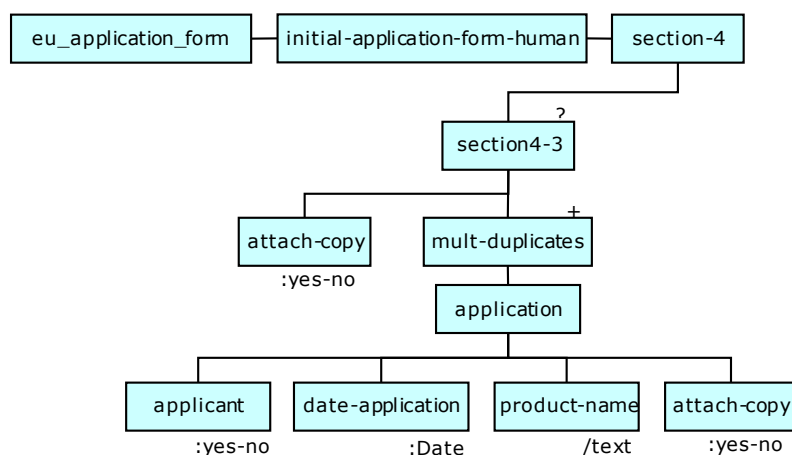 eu_application_form initial-application-form-human section-4
?
section4-3
+
attach-copy mult-duplicates
:yes-no
application
applicant date-application product-name attach-copy
:yes-no :Date /text :yes-no